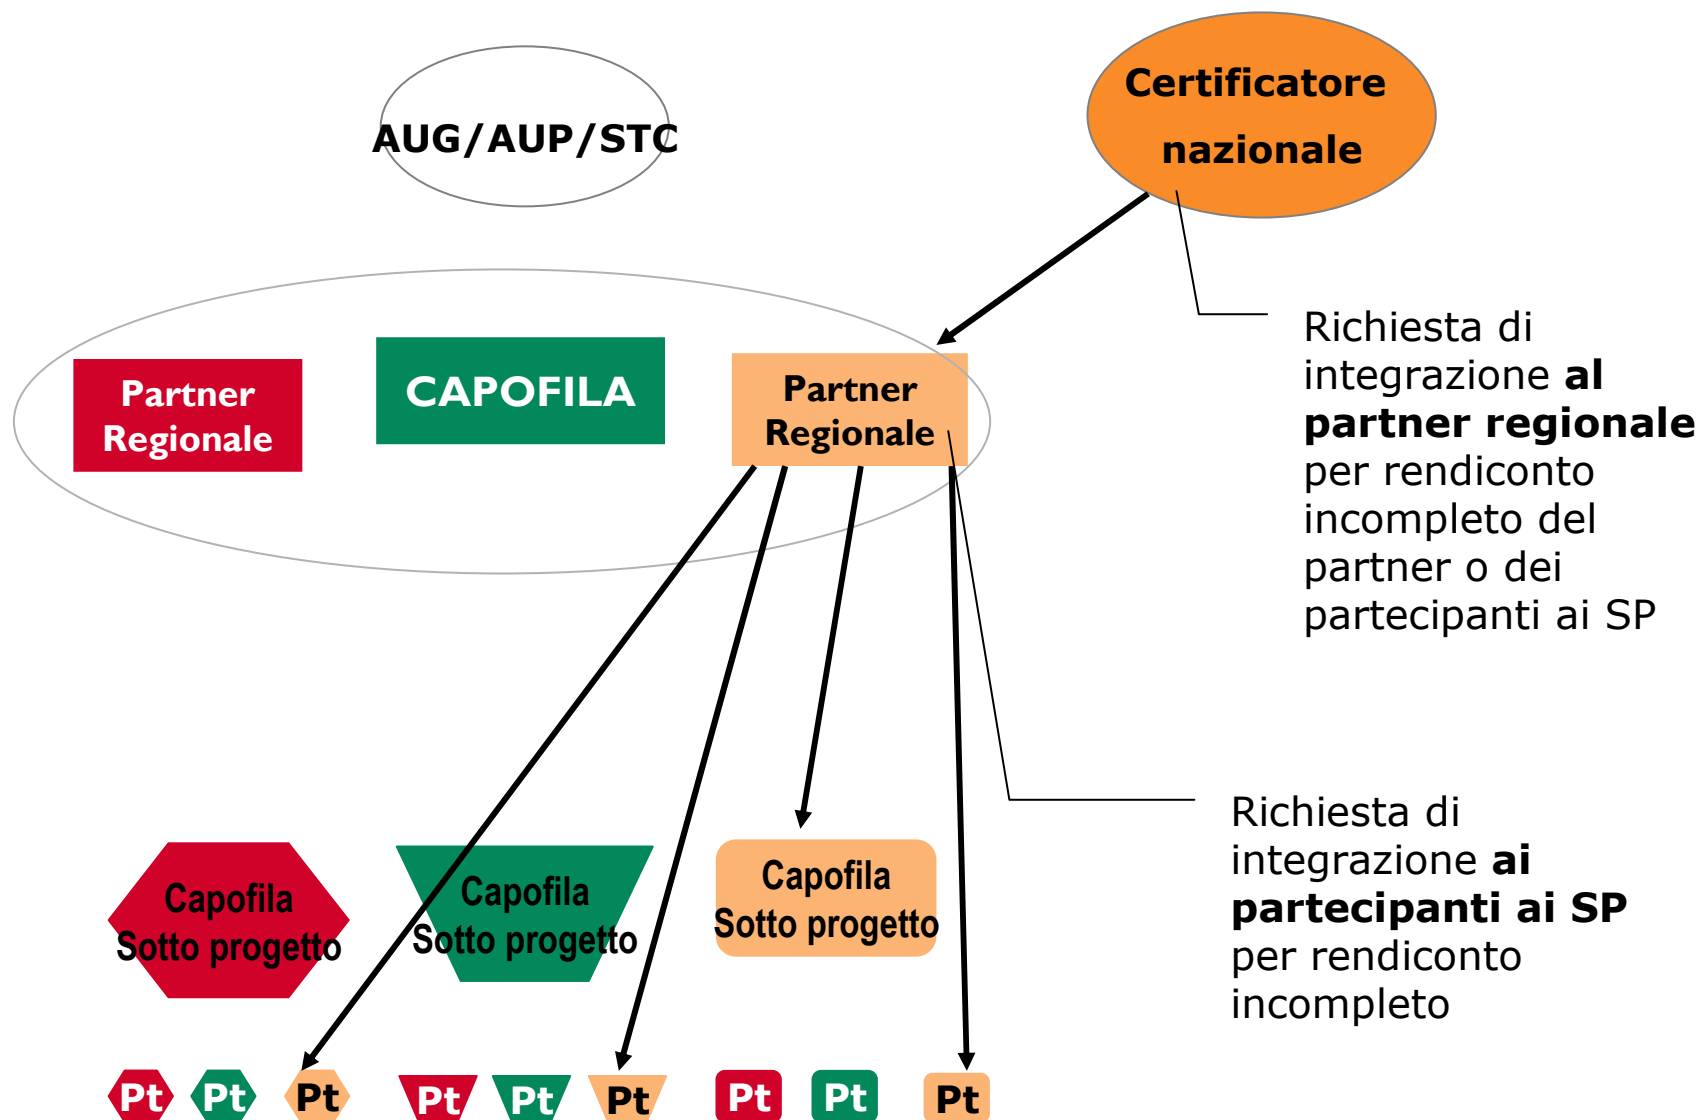 AUG/AUP/STC
Certificatore
nazionale
Partner
Regionale
CAPOFILA
Partner
Regionale
Richiesta di
integrazione al
partner regionale
per rendiconto
incompleto del
partner o dei
partecipanti ai SP
Capofila
Sotto progetto
Capofila
Sotto progetto
Capofila
Sotto progetto
Richiesta di
integrazione ai
partecipanti ai SP
per rendiconto
incompleto
Pt
Pt
Pt
Pt
Pt
Pt
Pt
Pt
Pt